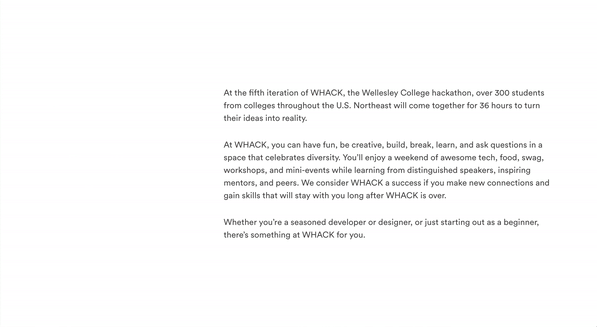 At the fifth iteration of WHACK, the Wellesley College hackathon, over 300 students
from colleges throughout the U.S. Northeast will come together for 36 hours to turn
their ideas into reality.
At WHACK, you can have fun, be creative, build, break, learn, and ask questions in a
space that celebrates diversity. You'll enjoy a weekend of awesome tech, food, swag,
workshops, and mini-events while learning from distinguished speakers, inspiring
mentors, and peers. We consider WHACK a success if you make new connections and
gain skills that will stay with you long after WHACK is over.
Whether you're a seasoned developer or designer, or just starting out as a beginner,
there's something at WHACK for you.